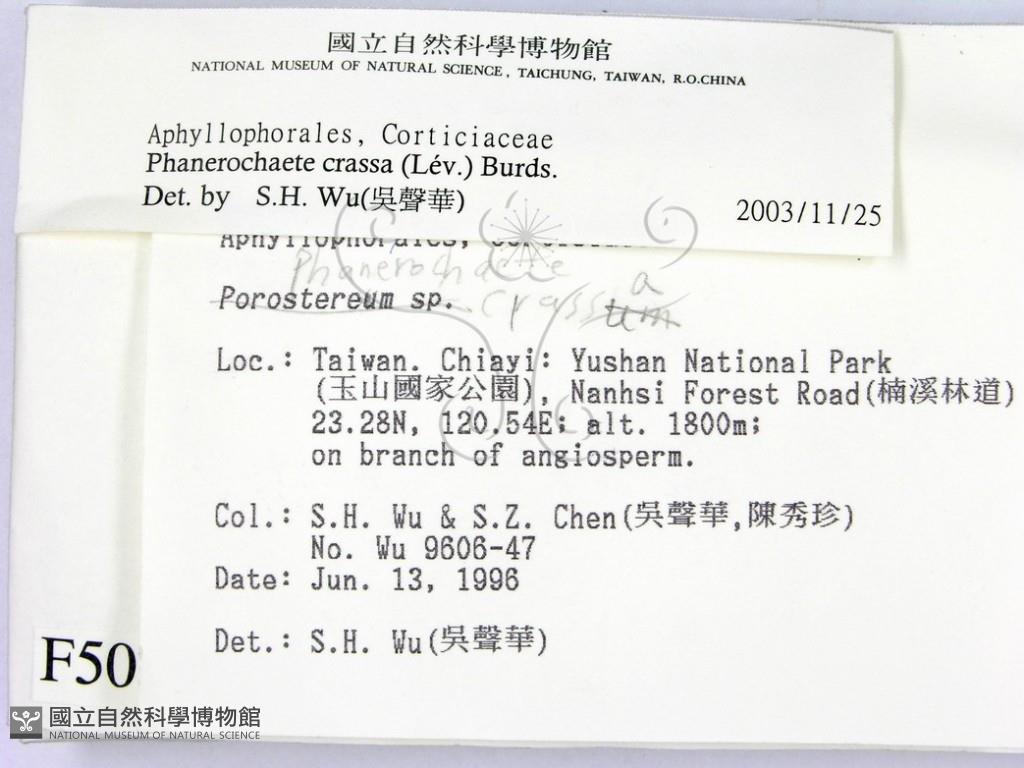 國立自然科學博物館
NATIONAL MUSEUM OF NATURAL SCIENCE, TAICHUNG, TAIWAN, R.O.CHINA
Aphyllophorales, Corticiaceae
Phanerochaete crassa (Lév.) Burds.
Det. by S.H. Wu(吳聲華)
2003/11/25
Aphyllophorales,
Phanerochaete
Porostereum sp. crassum a
Loc.: Taiwan. Chiayi: Yushan National Park
(玉山國家公園), Nanhsi Forest Road(楠溪林道)
23.28N, 120.54E; alt. 1800m;
on branch of angiosperm.
Col.: S.H. Wu & S.Z. Chen(吳聲華,陳秀珍)
No. Wu 9606-47
Date: Jun. 13, 1996
Det.: S.H. Wu(吳聲華)
F50
國立自然科學博物館
NATIONAL MUSEUM OF NATURAL SCIENCE